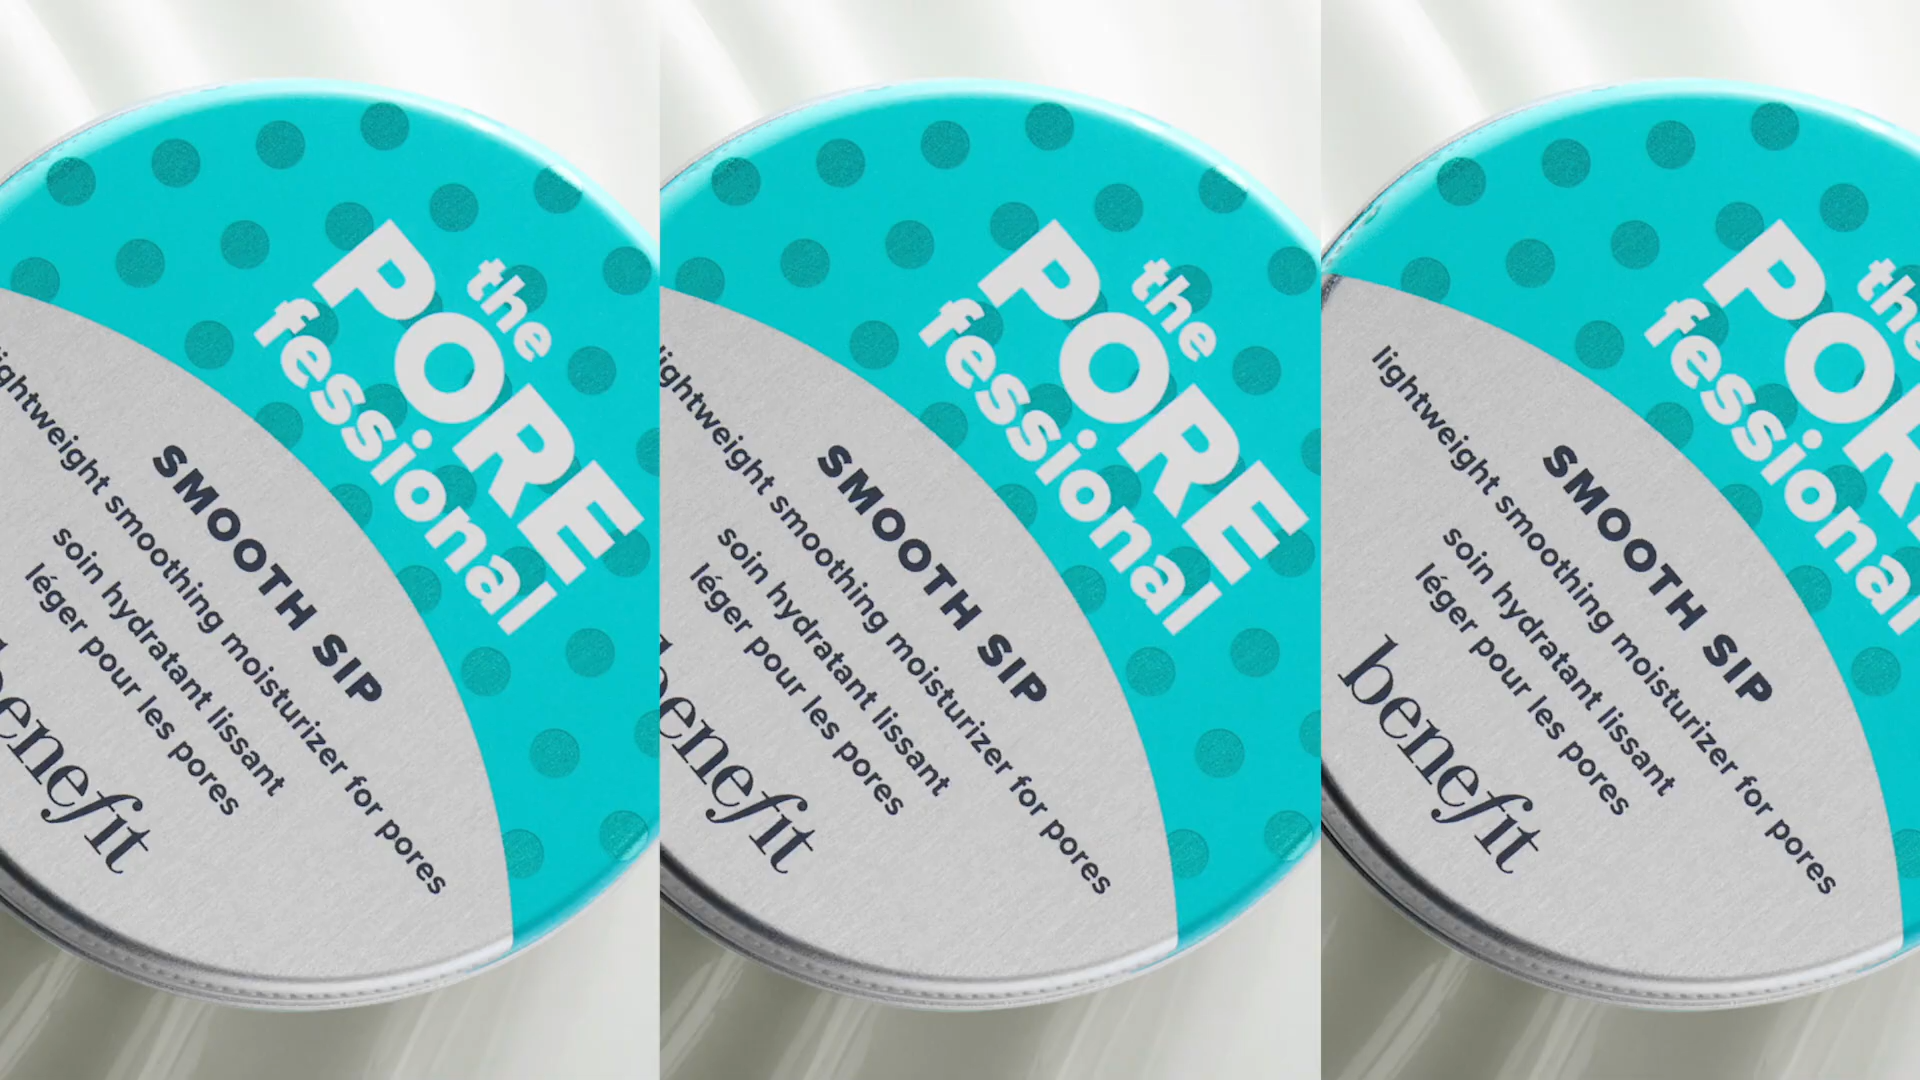 the
PORE
fessional
SMOOTH SIP
lightweight smoothing moisturizer for pores
soin hydratant lissant
léger pour les pores
benefit
the
PORE
fessional
SMOOTH SIP
lightweight smoothing moisturizer for pores
soin hydratant lissant
léger pour les pores
benefit
the
POR
fessional
SMOOTH SIP
lightweight smoothing moisturizer for pores
soin hydratant lissant
léger pour les pores
benefit